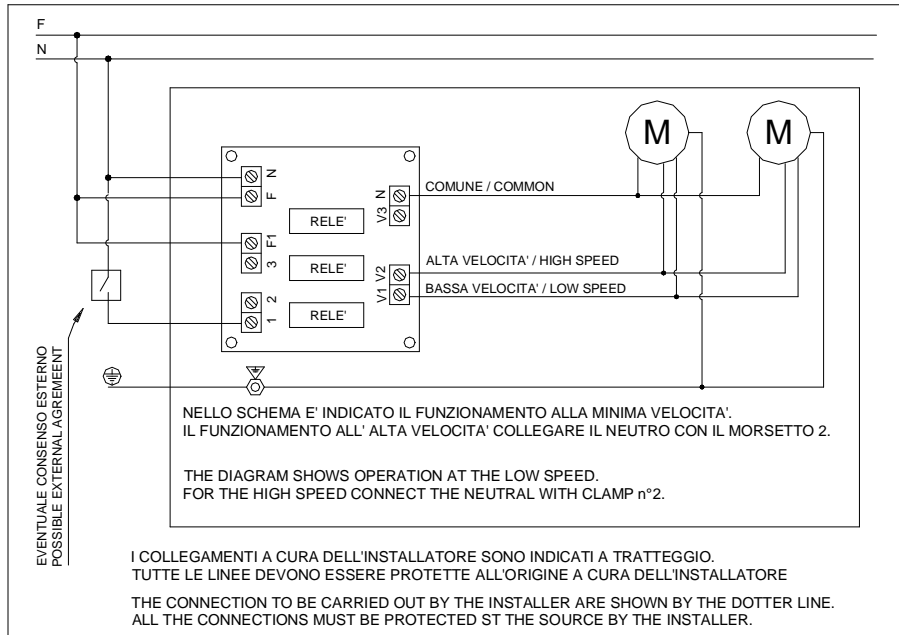 F
N
M
M
N
F
F1
3
2
1
RELE'
RELE'
RELE'
N
V3
V2
V1
COMUNE / COMMON
ALTA VELOCITA' / HIGH SPEED
BASSA VELOCITA' / LOW SPEED
EVENTUALE CONSENSO ESTERNO
POSSIBLE EXTERNAL AGREEMEENT
NELLO SCHEMA E' INDICATO IL FUNZIONAMENTO ALLA MINIMA VELOCITA'.
IL FUNZIONAMENTO ALL' ALTA VELOCITA' COLLEGARE IL NEUTRO CON IL MORSETTO 2.
THE DIAGRAM SHOWS OPERATION AT THE LOW SPEED.
FOR THE HIGH SPEED CONNECT THE NEUTRAL WITH CLAMP n°2.
I COLLEGAMENTI A CURA DELL'INSTALLATORE SONO INDICATI A TRATTEGGIO.
TUTTE LE LINEE DEVONO ESSERE PROTETTE ALL'ORIGINE A CURA DELL'INSTALLATORE
THE CONNECTION TO BE CARRIED OUT BY THE INSTALLER ARE SHOWN BY THE DOTTER LINE.
ALL THE CONNECTIONS MUST BE PROTECTED ST THE SOURCE BY THE INSTALLER.